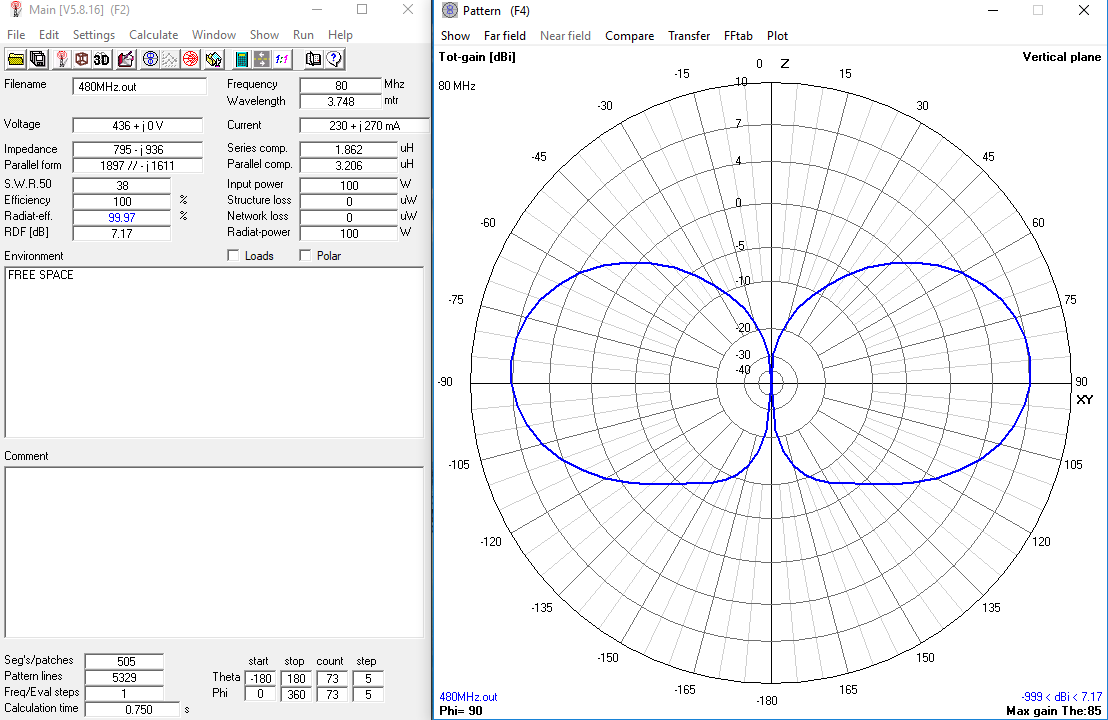 Main [V5.8.16] (F2)
File Edit Settings Calculate Window Show Run Help
3D 1:1 ?
Filename 480MHz.out Frequency 80 Mhz
Wavelength 3.748 mtr
Voltage 436 + j 0 V Current 230 + j 270 mA
Impedance 795 - j 936 Series comp. 1.862 uH
Parallel form 1897 // - j 1611 Parallel comp. 3.206 uH
S.W.R.50 38 Input power 100 W
Efficiency 100 % Structure loss 0 uW
Radiat-eff. 99.97 % Network loss 0 uW
RDF [dB] 7.17 Radiat-power 100 W
Environment Loads Polar
FREE SPACE
Comment
Seg's/patches 505 start stop count step
Pattern lines 5329 Theta -180 180 73 5
Freq/Eval steps 1 Phi 0 360 73 5
Calculation time 0.750 s
Pattern (F4)
Show Far field Near field Compare Transfer FFtab Plot
Tot-gain [dBi] Vertical plane
80 MHz
0 Z
-15 15
10
-30 30
7
-45 45
4
-60 60
0
-5
-10
-75 75
-20
-30
-40
-90 90
XY
-105 105
-120 120
-135 135
-150 150
-165 165
-180
480MHz.out -999 < dBi < 7.17
Phi= 90 Max gain The:85